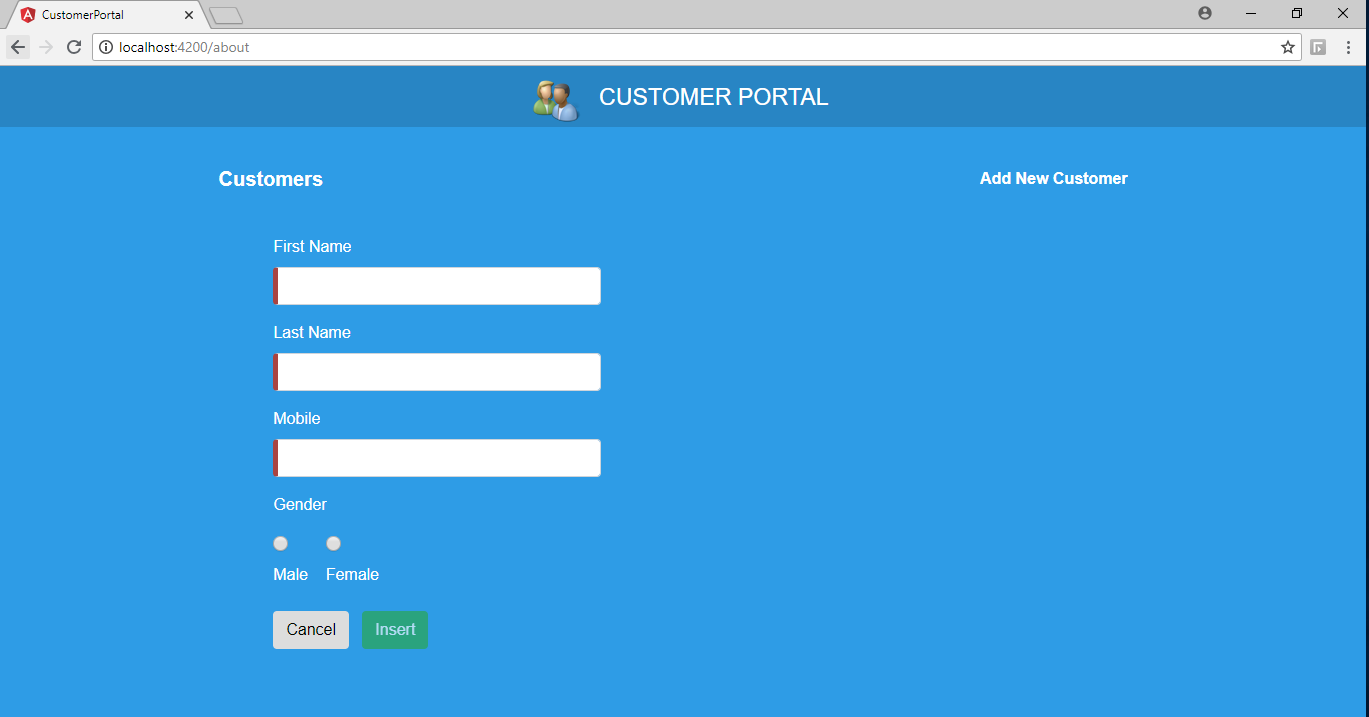 CustomerPortal
localhost:4200/about
CUSTOMER PORTAL
Customers Add New Customer
First Name
Last Name
Mobile
Gender
Male Female
Cancel Insert